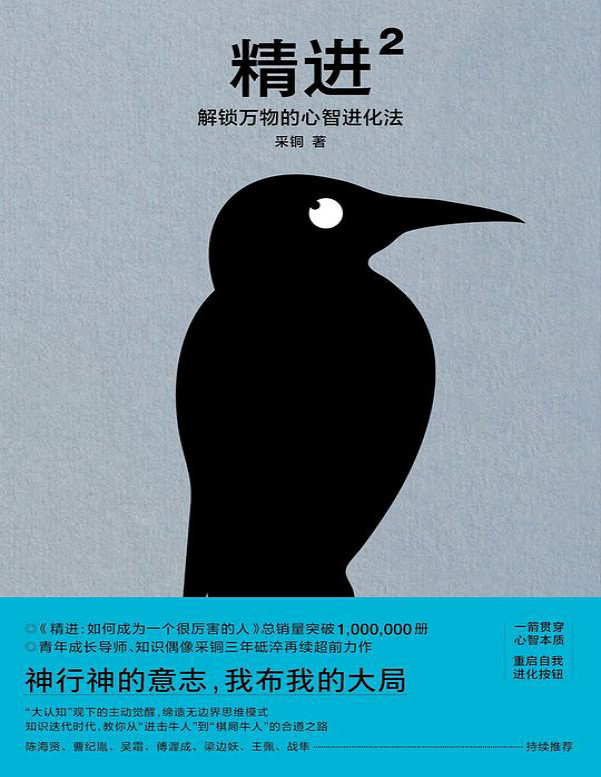 精进²
解锁万物的心智进化法
采铜 著
◎《精进：如何成为一个很厉害的人》总销量突破1,000,000册
◎青年成长导师、知识偶像采铜三年砥淬再续超前力作
神行神的意志，我布我的大局
“大认知”观下的主动觉醒，缔造无边界思维模式
知识迭代时代，教你从“进击牛人”到“棋局牛人”的合道之路
陈海贤、曹纪胤、吴霜、傅渥成、梁边妖、王佩、战隼 持续推荐
一箭贯穿
心智本质
重启自我
进化按钮